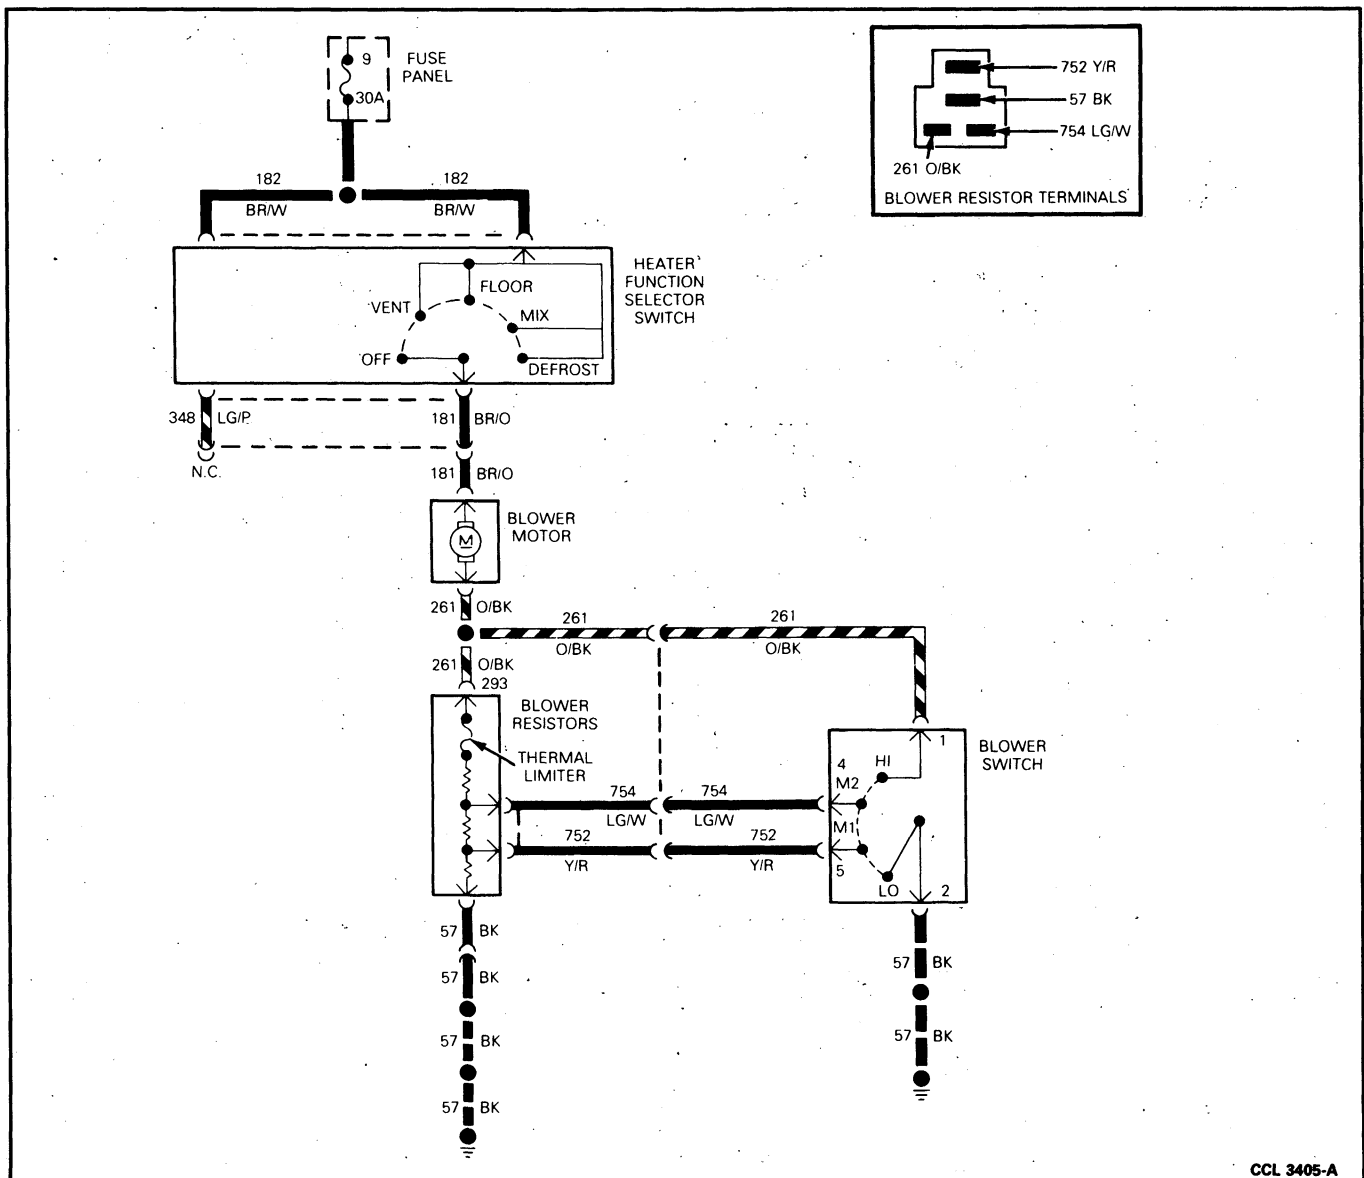 9
FUSE
PANEL
30A
752 Y/R
57 BK
754 LG/W
261 O/BK
BLOWER RESISTOR TERMINALS
182
182
BR/W
BR/W
HEATER
FUNCTION
SELECTOR
SWITCH
FLOOR
VENT
MIX
OFF
DEFROST
348 LG/P
181 BR/O
N.C.
181 BR/O
BLOWER
MOTOR
M
261 O/BK
261
261
O/BK
O/BK
261 O/BK
293
BLOWER
RESISTORS
THERMAL
LIMITER
1
BLOWER
SWITCH
4
HI
M2
754
754
LG/W
LG/W
M1
752
752
Y/R
Y/R
5
LO
2
57 BK
57 BK
57 BK
57 BK
57 BK
57 BK
CCL 3405-A